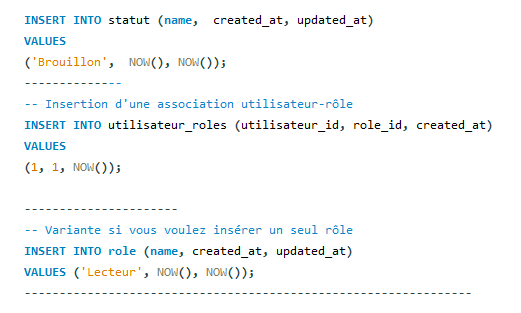 INSERT INTO statut (name,  created_at, updated_at)
VALUES
('Brouillon',  NOW(), NOW());
--------------
-- Insertion d'une association utilisateur-rôle
INSERT INTO utilisateur_roles (utilisateur_id, role_id, created_at)
VALUES
(1, 1, NOW());
----------------------
-- Variante si vous voulez insérer un seul rôle
INSERT INTO role (name, created_at, updated_at)
VALUES ('Lecteur', NOW(), NOW());
----------------------------------------------------------------